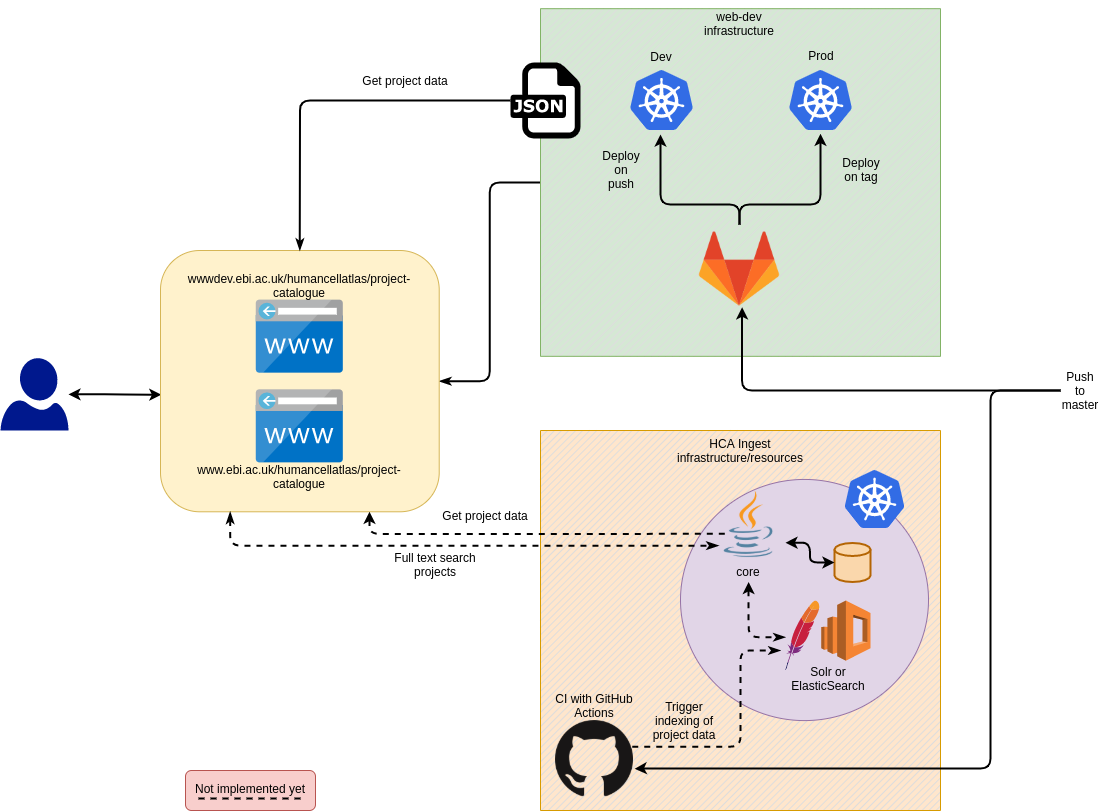 web-dev
infrastructure
Dev
Prod
Get project data
JSON
Deploy
on
push
Deploy
on tag
wwwdev.ebi.ac.uk/humancellatlas/project-
catalogue
WWW
WWW
www.ebi.ac.uk/humancellatlas/project-
catalogue
Push
to
master
HCA Ingest
infrastructure/resources
Get project data
Full text search
projects
core
Solr or
ElasticSearch
CI with GitHub
Actions
Trigger
indexing of
project data
Not implemented yet